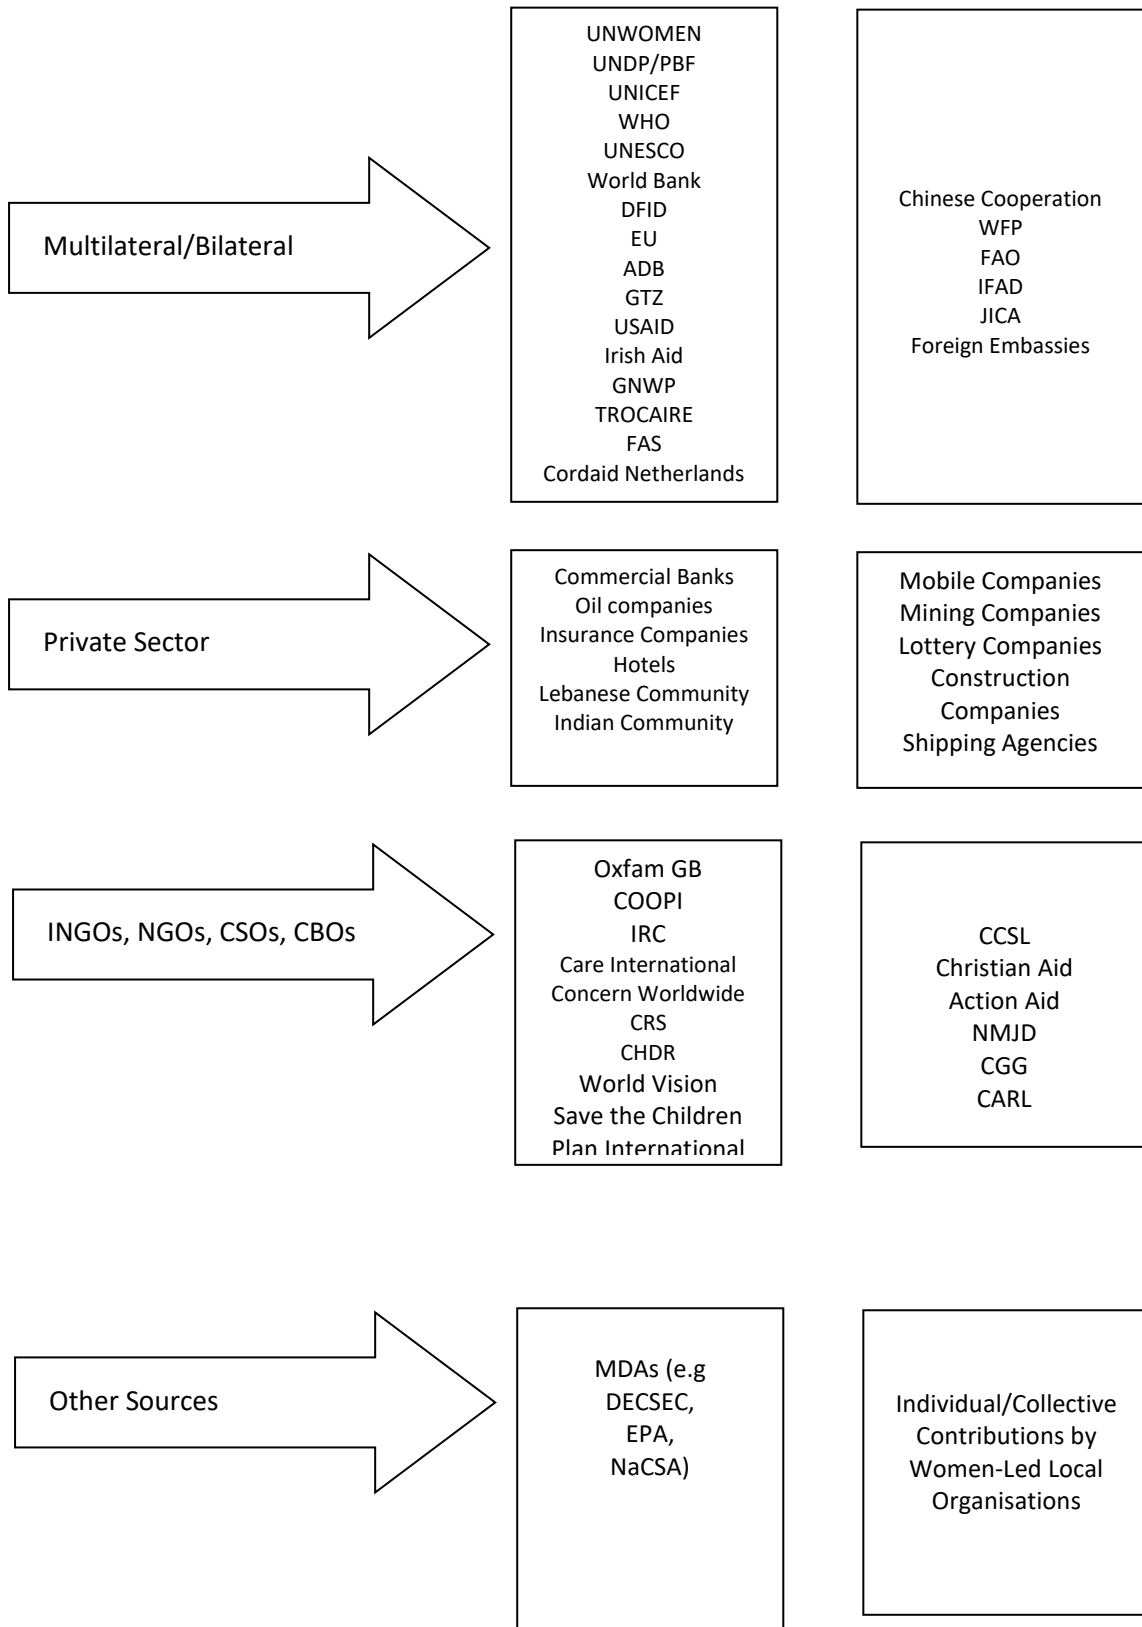 Multilateral/Bilateral
UNWOMEN
UNDP/PBF
UNICEF
WHO
UNESCO
World Bank
DFID
EU
ADB
GTZ
USAID
Irish Aid
GNWP
TROCAIRE
FAS
Cordaid Netherlands
Chinese Cooperation
WFP
FAO
IFAD
JICA
Foreign Embassies
Private Sector
Commercial Banks
Oil companies
Insurance Companies
Hotels
Lebanese Community
Indian Community
Mobile Companies
Mining Companies
Lottery Companies
Construction
Companies
Shipping Agencies
INGOs, NGOs, CSOs, CBOs
Oxfam GB
COOPI
IRC
Care International
Concern Worldwide
CRS
CHDR
World Vision
Save the Children
Plan International
CCSL
Christian Aid
Action Aid
NMJD
CGG
CARL
Other Sources
MDAs (e.g
DECSEC,
EPA,
NaCSA)
Individual/Collective
Contributions by
Women-Led Local
Organisations